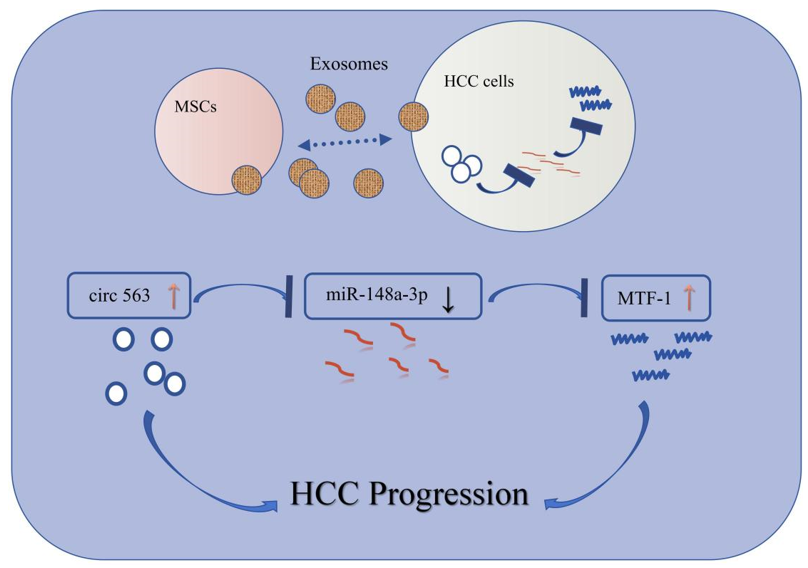 Exosomes
MSCs
HCC cells
circ 563
miR-148a-3p
MTF-1
HCC Progression